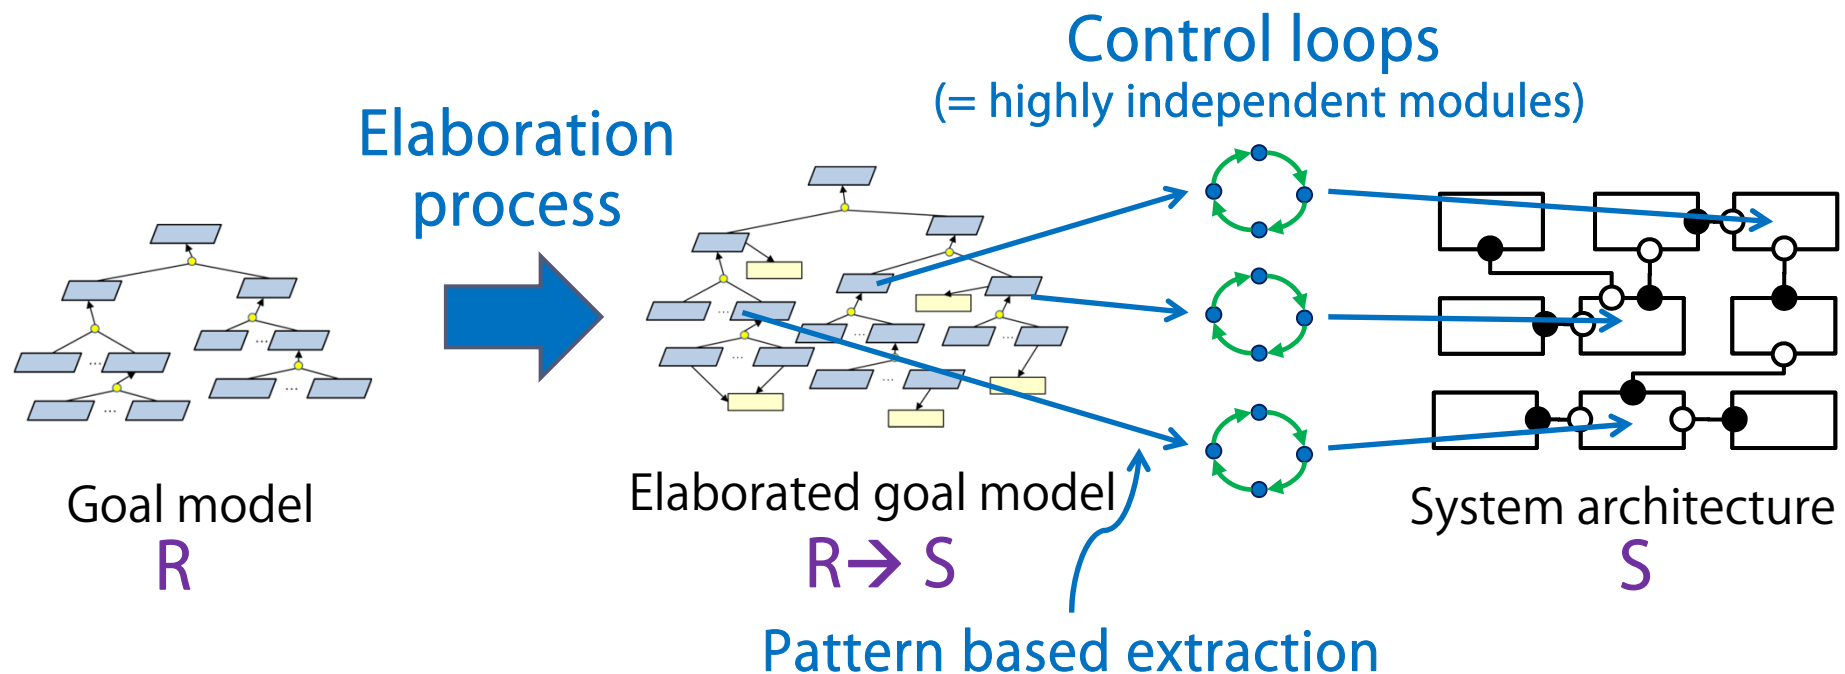 Control loops
(= highly independent modules)
Elaboration
process
...
...
...
...
...
...
...
...
Goal model
R
Elaborated goal model
R→ S
System architecture
S
Pattern based extraction